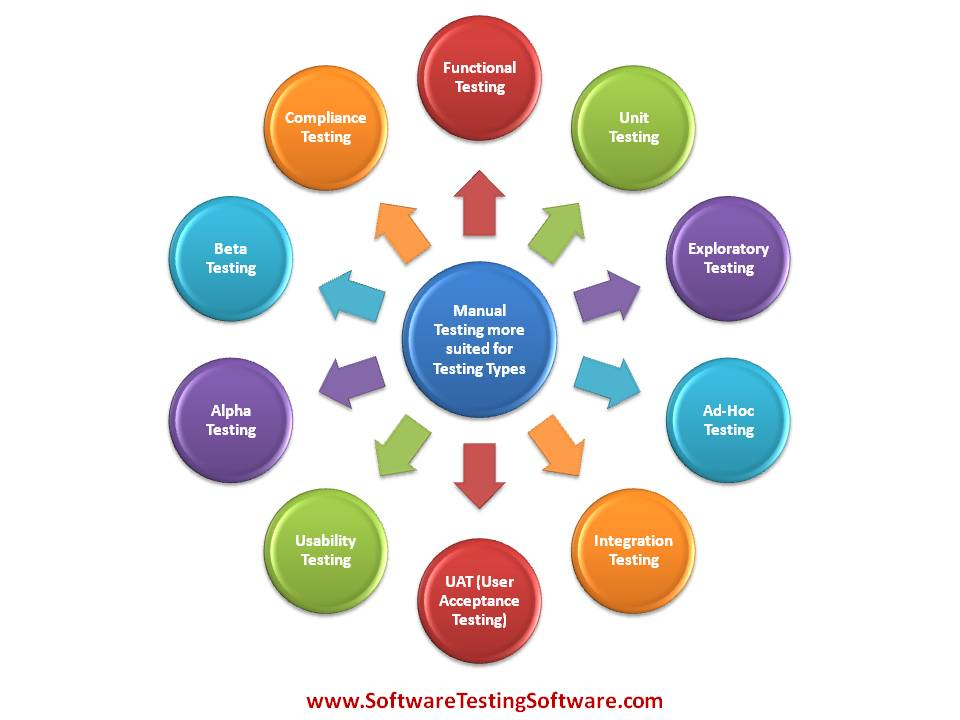 Functional
Testing
Unit
Testing
Exploratory
Testing
Ad-Hoc
Testing
Integration
Testing
UAT (User
Acceptance
Testing)
Usability
Testing
Alpha
Testing
Beta
Testing
Compliance
Testing
Manual
Testing more
suited for
Testing Types
www.SoftwareTestingSoftware.com